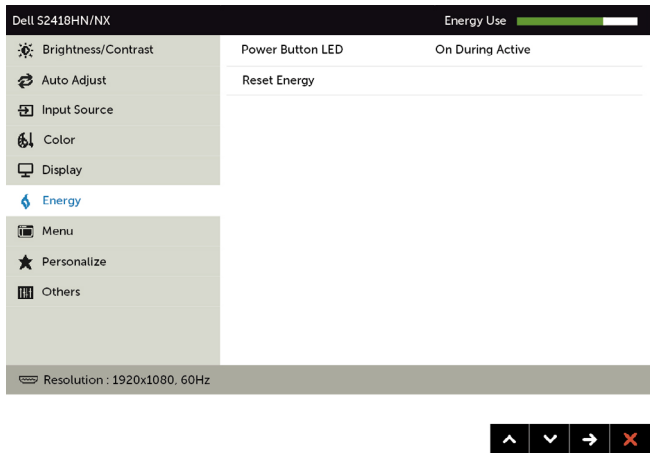 Dell S2418HN/NX
Energy Use
Brightness/Contrast
Power Button LED
On During Active
Auto Adjust
Reset Energy
Input Source
Color
Display
Energy
Menu
Personalize
Others
Resolution : 1920x1080, 60Hz